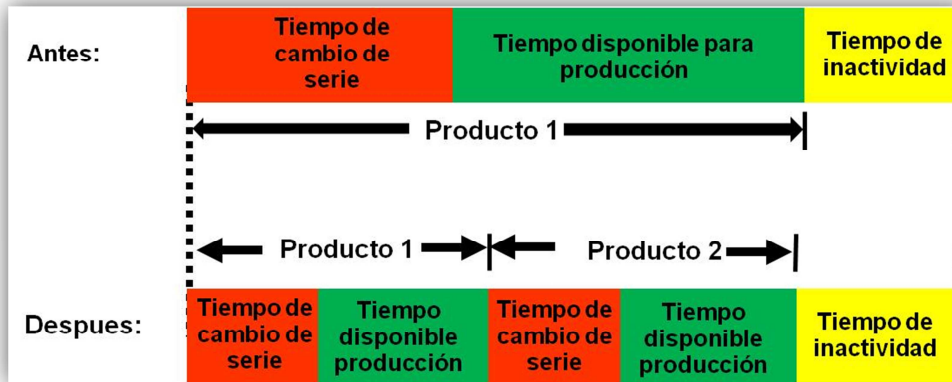 Antes:
Tiempo de
cambio de
serie
Tiempo disponible para
producción
Tiempo de
inactividad
Producto 1
Producto 1
Producto 2
Despues:
Tiempo de
cambio de
serie
Tiempo
disponible
producción
Tiempo de
cambio de
serie
Tiempo
disponible
producción
Tiempo de
inactividad